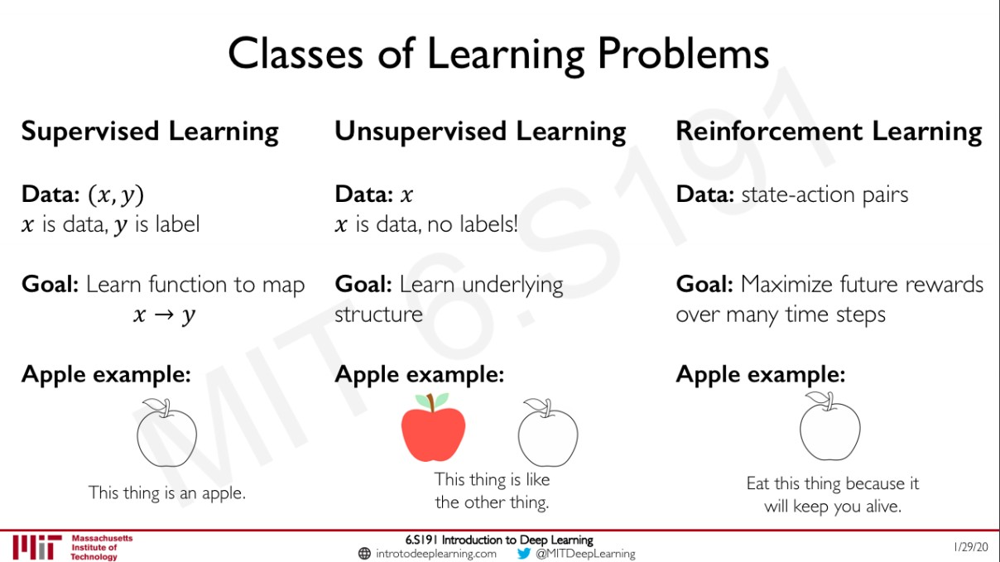 Classes of Learning Problems
Supervised Learning
Data: (x, y)
x is data, y is label
Goal: Learn function to map
x → y
Apple example:
This thing is an apple.
Unsupervised Learning
Data: x
x is data, no labels!
Goal: Learn underlying
structure
Apple example:
This thing is like
the other thing.
Reinforcement Learning
Data: state-action pairs
Goal: Maximize future rewards
over many time steps
Apple example:
Eat this thing because it
will keep you alive.
MIT 6.S191
Massachusetts
Institute of
Technology
6.S191 Introduction to Deep Learning
introtodeeplearning.com @MITDeepLearning
1/29/20